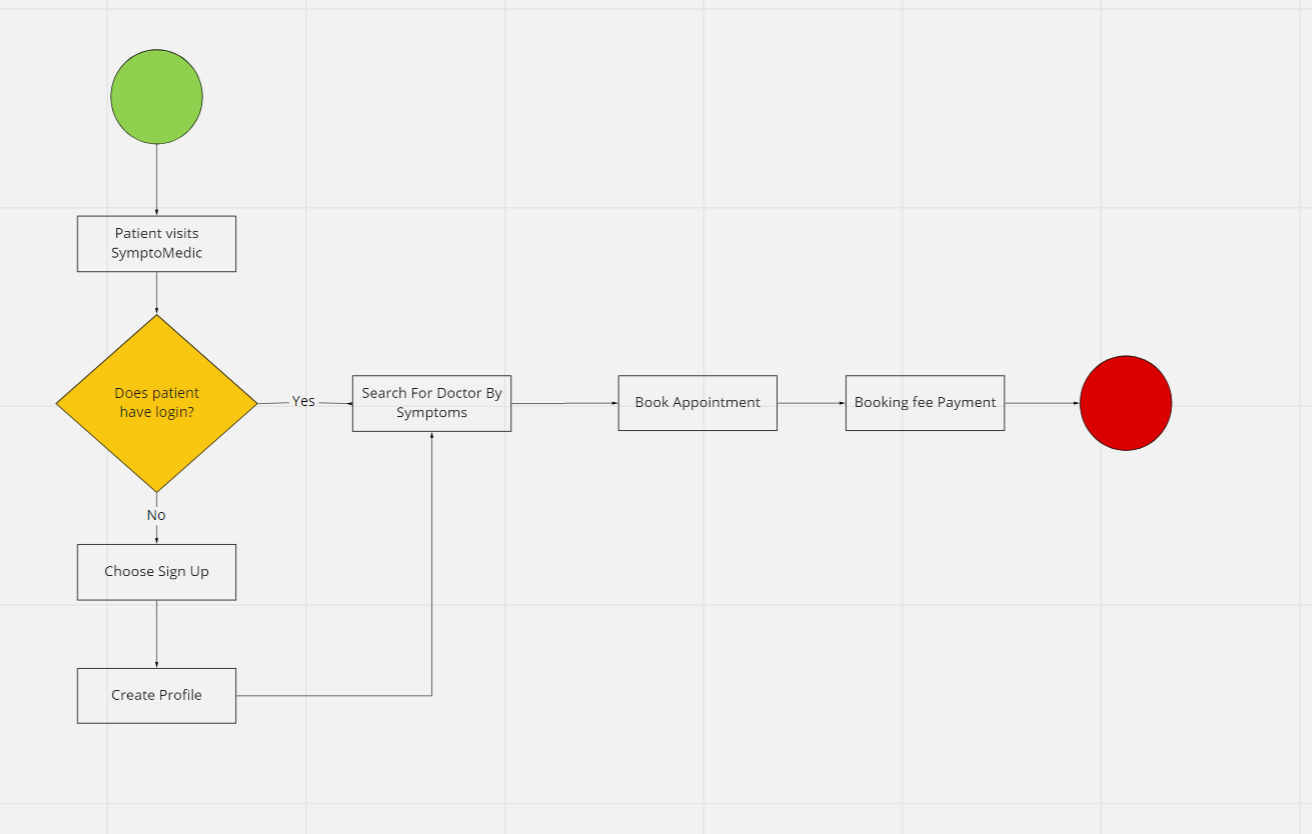 Patient visits
SymptoMedic
Does patient
have login?
Yes
Search For Doctor By
Symptoms
Book Appointment
Booking fee Payment
No
Choose Sign Up
Create Profile